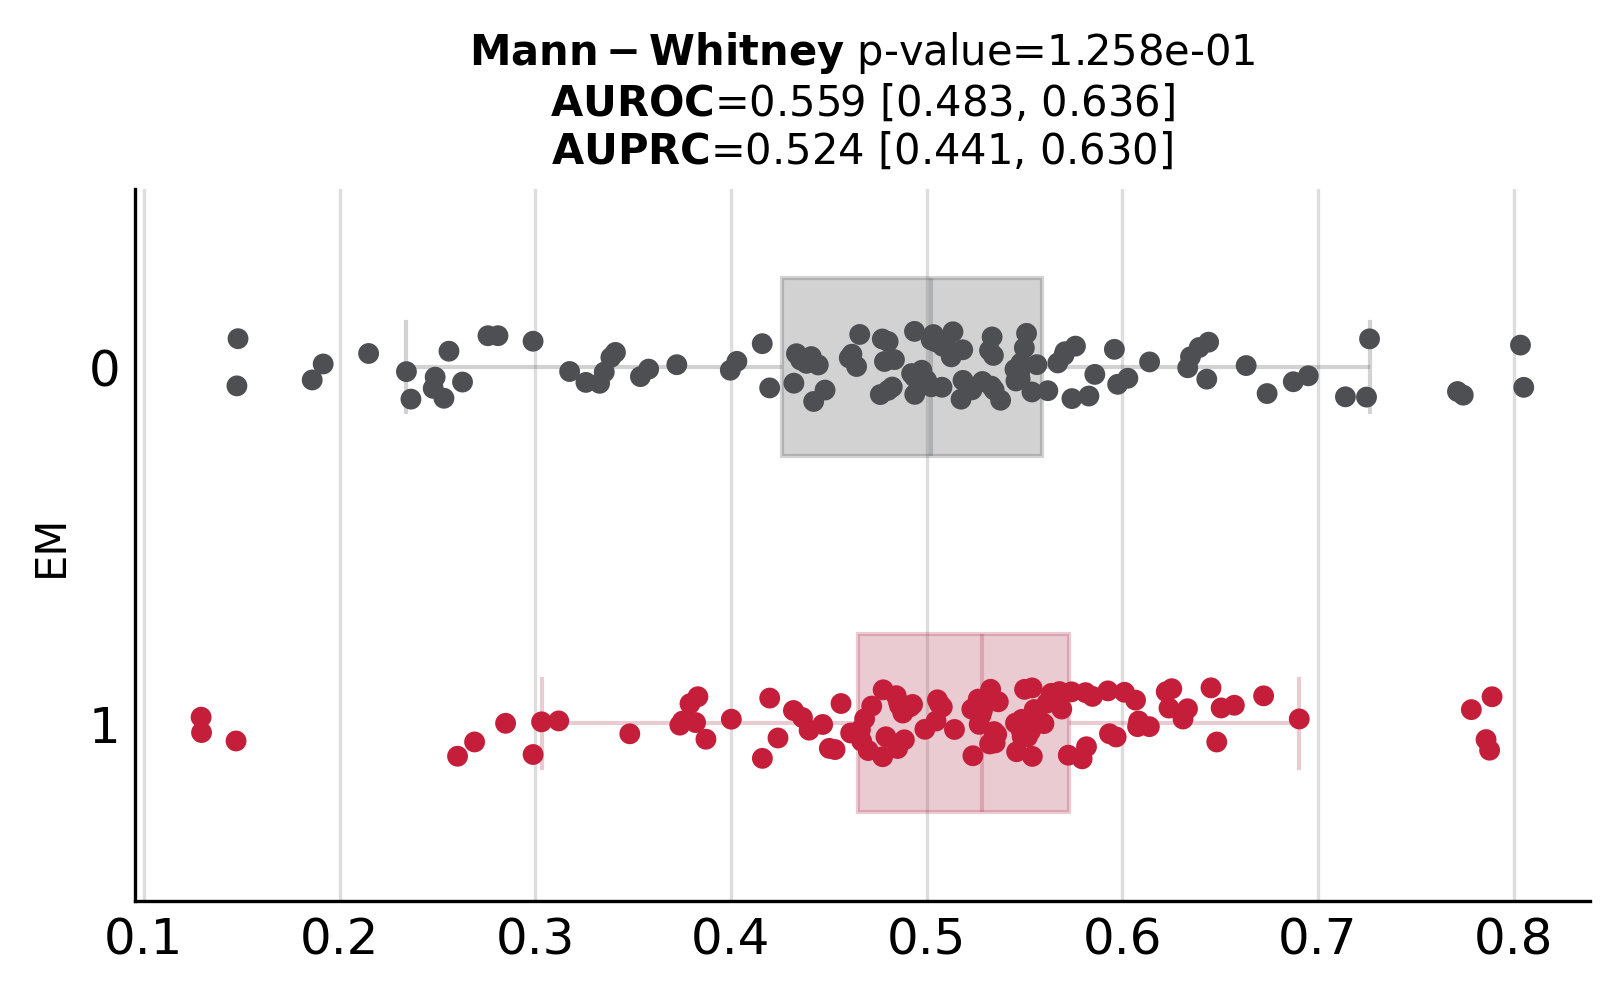 Mann – Whitney p-value=1.258e-01
AUROC=0.559 [0.483, 0.636]
AUPRC=0.524 [0.441, 0.630]
0
EM
1
0.1 0.2 0.3 0.4 0.5 0.6 0.7 0.8